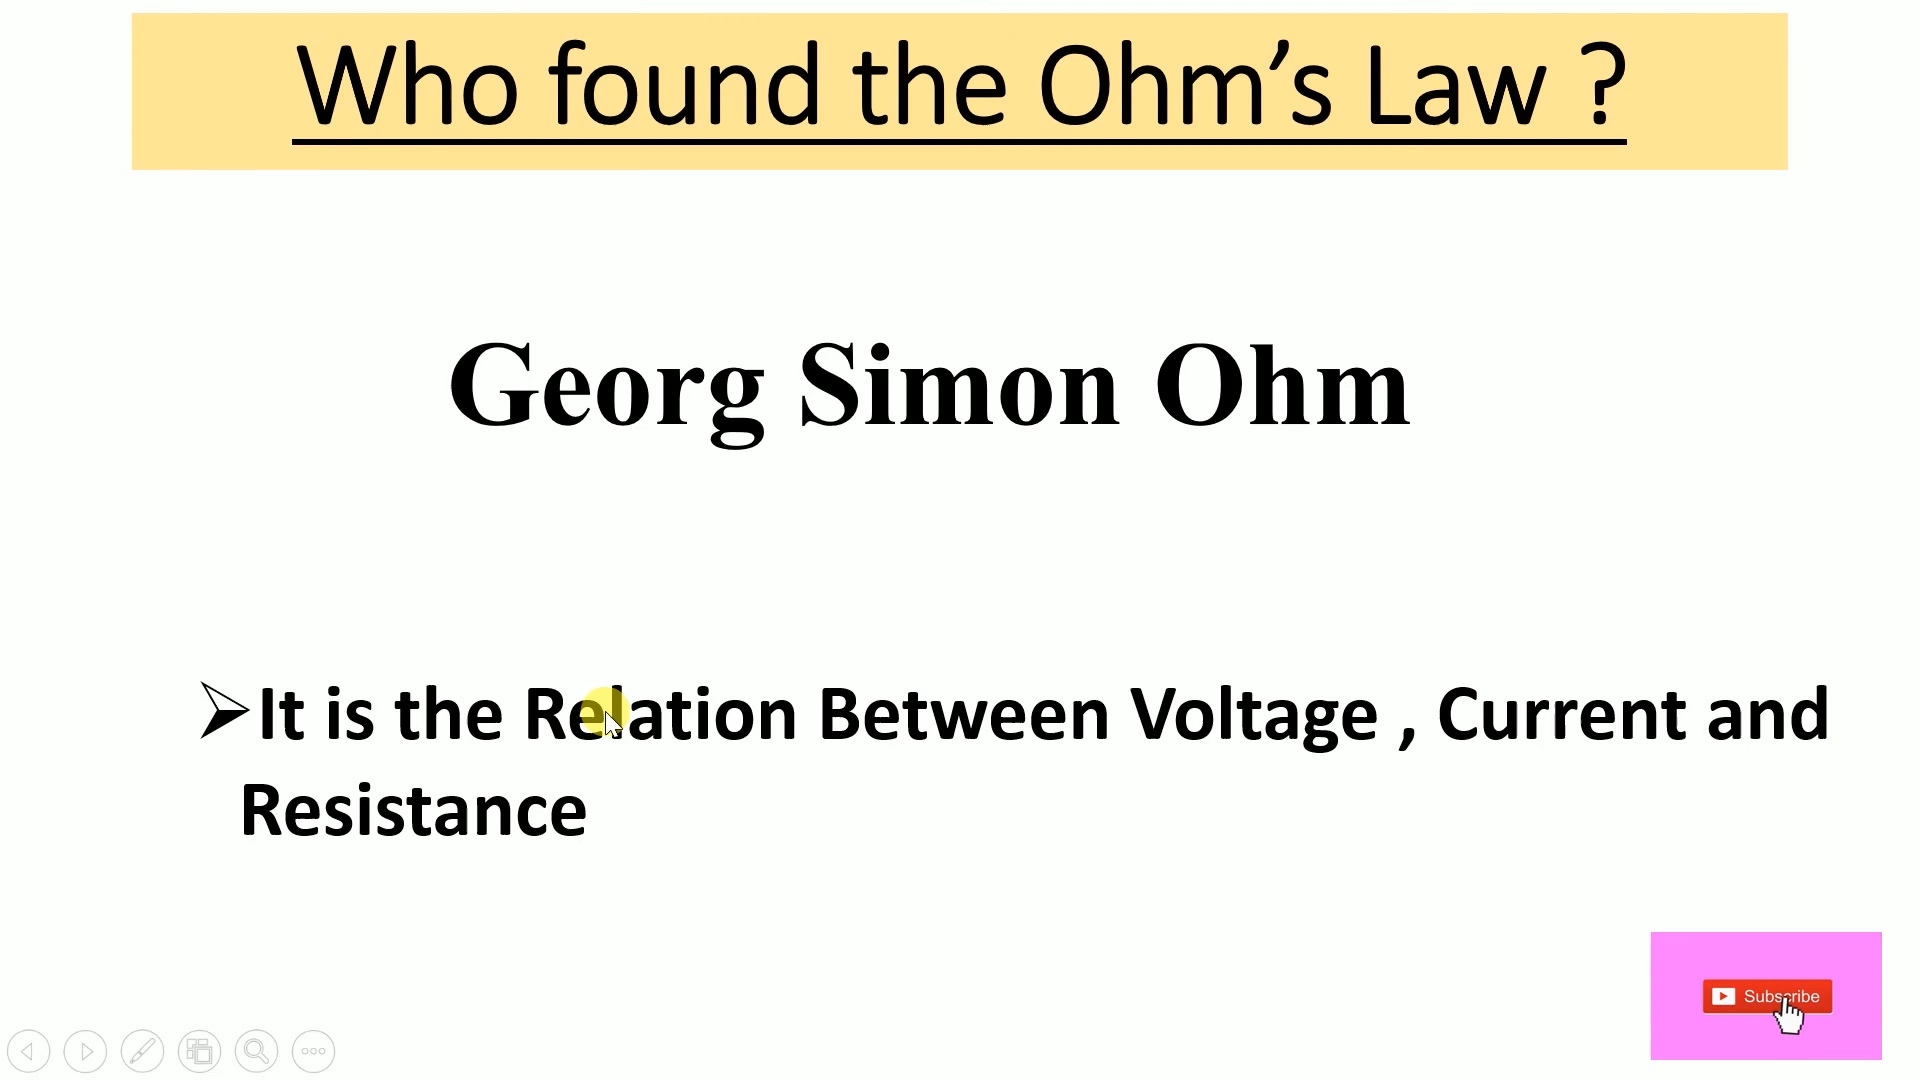 Who found the Ohm’s Law ?
Georg Simon Ohm
➢It is the Relation Between Voltage , Current and
Resistance
Subscribe